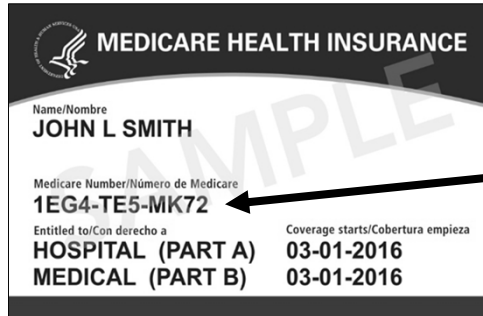 MEDICARE HEALTH INSURANCE
SAMPLE
Name/Nombre
JOHN L SMITH
Medicare Number/Número de Medicare
1EG4-TE5-MK72
Entitled to/Con derecho a Coverage starts/Cobertura empieza
HOSPITAL (PART A) 03-01-2016
MEDICAL (PART B) 03-01-2016